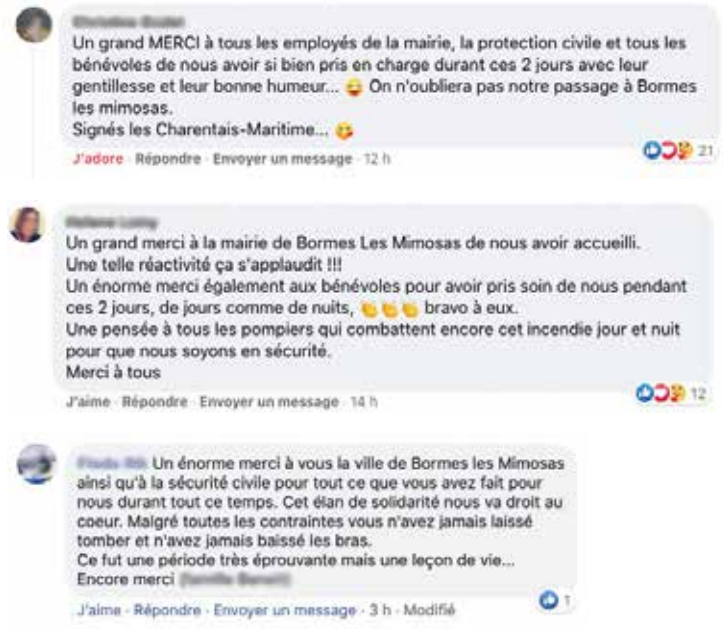 Un grand MERCI à tous les employés de la mairie, la protection civile et tous les
bénévoles de nous avoir si bien pris en charge durant ces 2 jours avec leur
gentillesse et leur bonne humeur... 😜 On n'oubliera pas notre passage à Bormes
les mimosas.
Signés les Charentais-Maritime... 😘
J'adore · Répondre · Envoyer un message · 12 h
21
Un grand merci à la mairie de Bormes Les Mimosas de nous avoir accueilli.
Une telle réactivité ça s'applaudit !!!
Un énorme merci également aux bénévoles pour avoir pris soin de nous pendant
ces 2 jours, de jours comme de nuits, 👏👏👏 bravo à eux.
Une pensée à tous les pompiers qui combattent encore cet incendie jour et nuit
pour que nous soyons en sécurité.
Merci à tous
J'aime · Répondre · Envoyer un message · 14 h
12
Un énorme merci à vous la ville de Bormes les Mimosas
ainsi qu'à la sécurité civile pour tout ce que vous avez fait pour
nous durant tout ce temps. Cet élan de solidarité nous va droit au
coeur. Malgré toutes les contraintes vous n'avez jamais laissé
tomber et n'avez jamais baissé les bras.
Ce fut une période très éprouvante mais une leçon de vie...
Encore merci
J'aime · Répondre · Envoyer un message · 3 h · Modifié
1